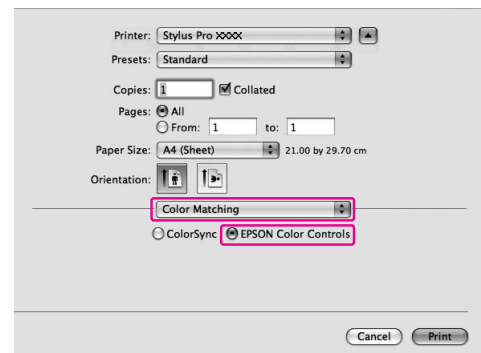 Printer: Stylus Pro XXXX
Presets: Standard
Copies: 1 Collated
Pages: All
From: 1 to: 1
Paper Size: A4 (Sheet) 21.00 by 29.70 cm
Orientation:
Color Matching
ColorSync EPSON Color Controls
Cancel Print